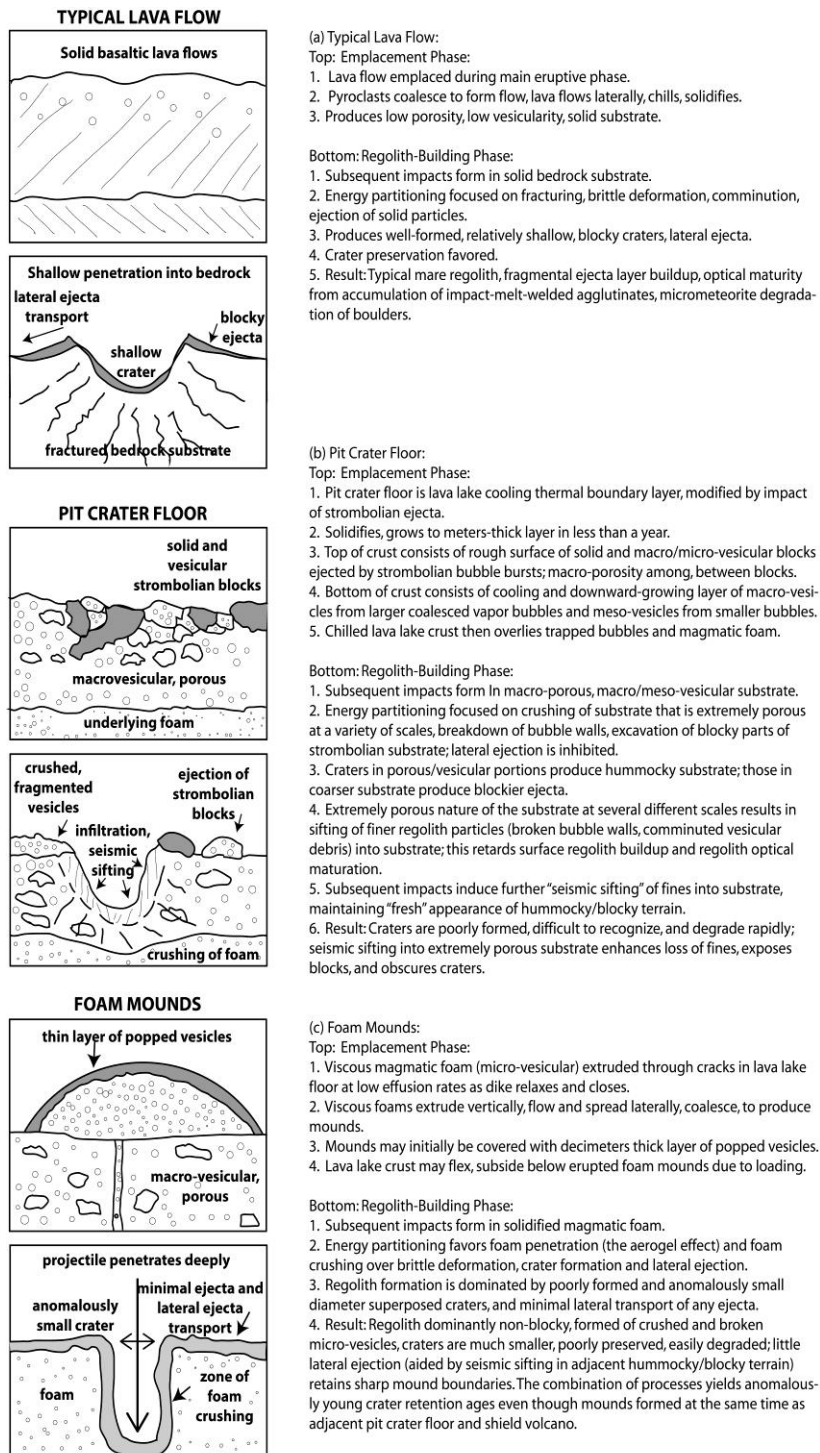 TYPICAL LAVA FLOW
Solid basaltic lava flows
Shallow penetration into bedrock
lateral ejecta
transport
blocky
ejecta
shallow
crater
fractured bedrock substrate
(a) Typical Lava Flow:
Top: Emplacement Phase:
1. Lava flow emplaced during main eruptive phase.
2. Pyroclasts coalesce to form flow, lava flows laterally, chills, solidifies.
3. Produces low porosity, low vesicularity, solid substrate.
Bottom: Regolith-Building Phase:
1. Subsequent impacts form in solid bedrock substrate.
2. Energy partitioning focused on fracturing, brittle deformation, comminution,
ejection of solid particles.
3. Produces well-formed, relatively shallow, blocky craters, lateral ejecta.
4. Crater preservation favored.
5. Result: Typical mare regolith, fragmental ejecta layer buildup, optical maturity
from accumulation of impact-melt-welded agglutinates, micrometeorite degrada-
tion of boulders.
PIT CRATER FLOOR
solid and
vesicular
strombolian blocks
macrovesicular, porous
underlying foam
crushed,
fragmented
vesicles
ejection of
strombolian
blocks
infiltration,
seismic
sifting
crushing of foam
(b) Pit Crater Floor:
Top: Emplacement Phase:
1. Pit crater floor is lava lake cooling thermal boundary layer, modified by impact
of strombolian ejecta.
2. Solidifies, grows to meters-thick layer in less than a year.
3. Top of crust consists of rough surface of solid and macro/micro-vesicular blocks
ejected by strombolian bubble bursts; macro-porosity among, between blocks.
4. Bottom of crust consists of cooling and downward-growing layer of macro-vesi-
cles from larger coalesced vapor bubbles and meso-vesicles from smaller bubbles.
5. Chilled lava lake crust then overlies trapped bubbles and magmatic foam.
Bottom: Regolith-Building Phase:
1. Subsequent impacts form In macro-porous, macro/meso-vesicular substrate.
2. Energy partitioning focused on crushing of substrate that is extremely porous
at a variety of scales, breakdown of bubble walls, excavation of blocky parts of
strombolian substrate; lateral ejection is inhibited.
3. Craters in porous/vesicular portions produce hummocky substrate; those in
coarser substrate produce blockier ejecta.
4. Extremely porous nature of the substrate at several different scales results in
sifting of finer regolith particles (broken bubble walls, comminuted vesicular
debris) into substrate; this retards surface regolith buildup and regolith optical
maturation.
5. Subsequent impacts induce further "seismic sifting" of fines into substrate,
maintaining "fresh" appearance of hummocky/blocky terrain.
6. Result: Craters are poorly formed, difficult to recognize, and degrade rapidly;
seismic sifting into extremely porous substrate enhances loss of fines, exposes
blocks, and obscures craters.
FOAM MOUNDS
thin layer of popped vesicles
macro-vesicular,
porous
projectile penetrates deeply
anomalously
small crater
minimal ejecta and
lateral ejecta
transport
foam
zone of
foam
crushing
(c) Foam Mounds:
Top: Emplacement Phase:
1. Viscous magmatic foam (micro-vesicular) extruded through cracks in lava lake
floor at low effusion rates as dike relaxes and closes.
2. Viscous foams extrude vertically, flow and spread laterally, coalesce, to produce
mounds.
3. Mounds may initially be covered with decimeters thick layer of popped vesicles.
4. Lava lake crust may flex, subside below erupted foam mounds due to loading.
Bottom: Regolith-Building Phase:
1. Subsequent impacts form in solidified magmatic foam.
2. Energy partitioning favors foam penetration (the aerogel effect) and foam
crushing over brittle deformation, crater formation and lateral ejection.
3. Regolith formation is dominated by poorly formed and anomalously small
diameter superposed craters, and minimal lateral transport of any ejecta.
4. Result: Regolith dominantly non-blocky, formed of crushed and broken
micro-vesicles, craters are much smaller, poorly preserved, easily degraded; little
lateral ejection (aided by seismic sifting in adjacent hummocky/blocky terrain)
retains sharp mound boundaries. The combination of processes yields anomalous-
ly young crater retention ages even though mounds formed at the same time as
adjacent pit crater floor and shield volcano.